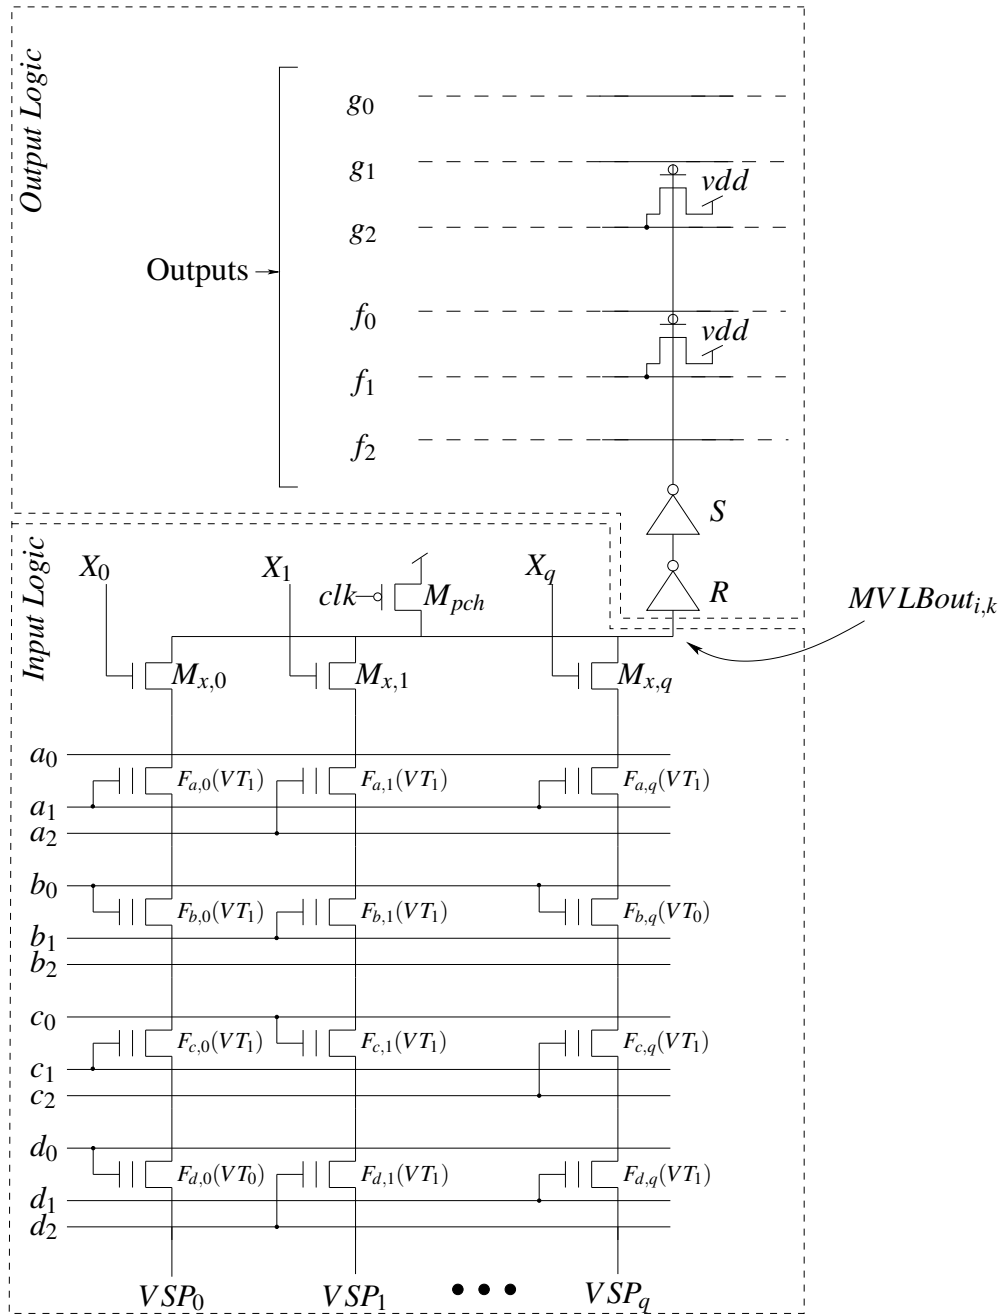 Output Logic
g0
g1
vdd
g2
Outputs
f0
vdd
f1
f2
S
Input Logic
X0 X1 clk Mpch Xq R MVLBouti,k
Mx,0 Mx,1 Mx,q
a0
Fa,0(VT1) Fa,1(VT1) Fa,q(VT1)
a1
a2
b0
Fb,0(VT1) Fb,1(VT1) Fb,q(VT0)
b1
b2
c0
Fc,0(VT1) Fc,1(VT1) Fc,q(VT1)
c1
c2
d0
Fd,0(VT0) Fd,1(VT1) Fd,q(VT1)
d1
d2
VSP0 VSP1 ••• VSPq